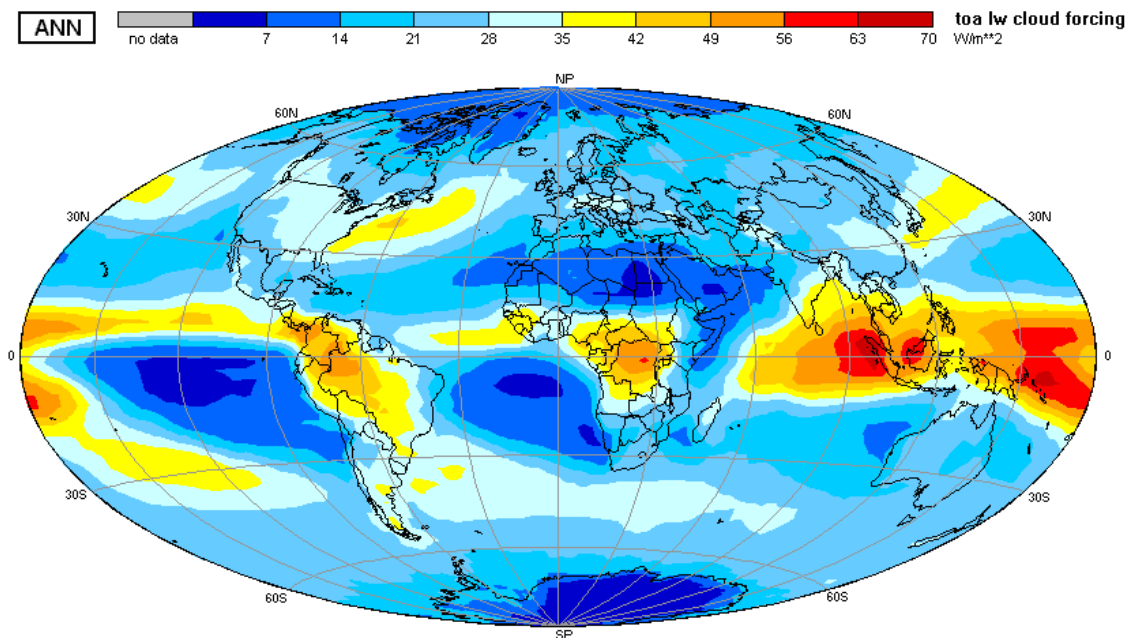 ANN
toa lw cloud forcing
no data 7 14 21 28 35 42 49 56 63 70 W/m**2
NP
60N 60N
30N 30N
0 0
30S 30S
60S 60S
SP